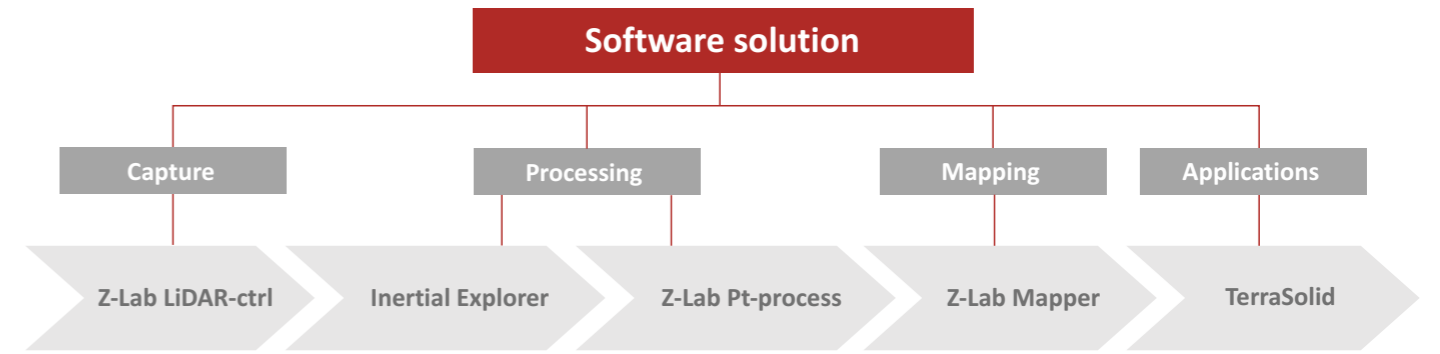 Software solution
Capture
Processing
Mapping
Applications
Z-Lab LiDAR-ctrl
Inertial Explorer
Z-Lab Pt-process
Z-Lab Mapper
TerraSolid